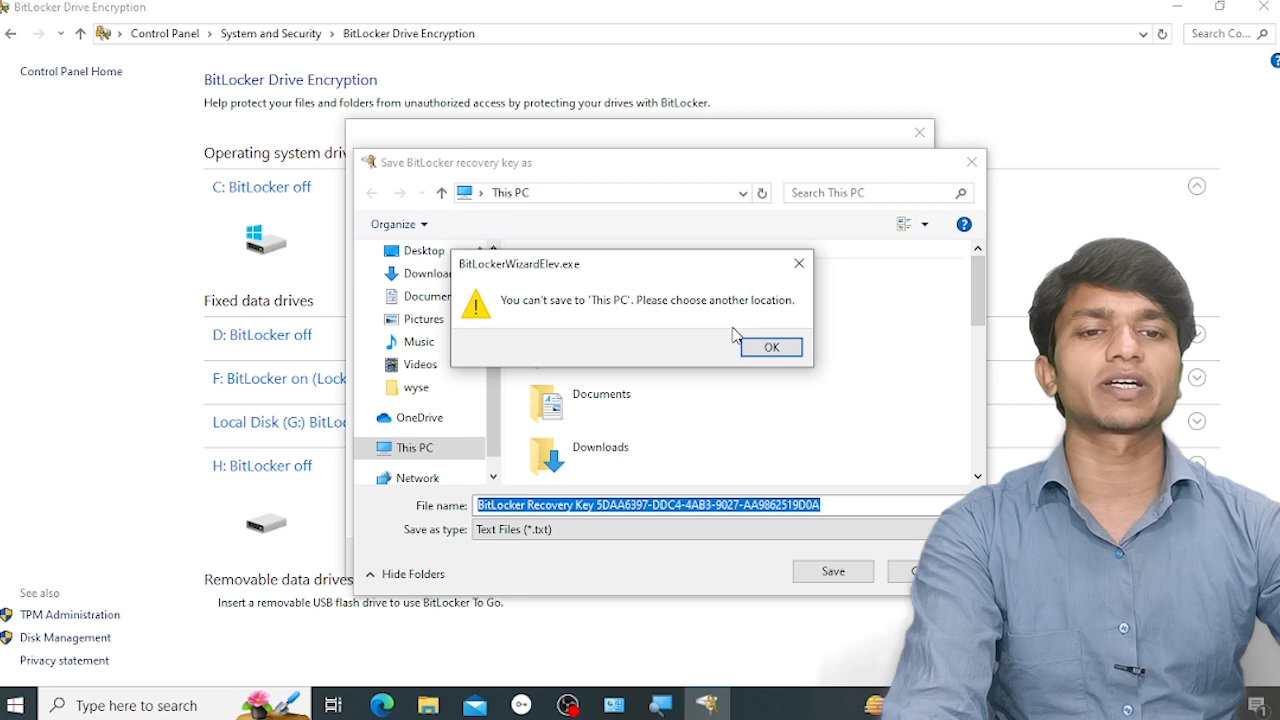 BitLocker Drive Encryption
Control Panel > System and Security > BitLocker Drive Encryption
Search Co...
Control Panel Home
BitLocker Drive Encryption
Help protect your files and folders from unauthorized access by protecting your drives with BitLocker.
Operating system driv
C: BitLocker off
Fixed data drives
D: BitLocker off
F: BitLocker on (Lock
Local Disk (G:) BitLoc
H: BitLocker off
Removable data drives
Insert a removable USB flash drive to use BitLocker To Go.
See also
TPM Administration
Disk Management
Privacy statement
Save BitLocker recovery key as
This PC
Search This PC
Organize
Desktop
Downloa
Documen
Pictures
Music
Videos
wyse
OneDrive
This PC
Network
Documents
Downloads
BitLockerWizardElev.exe
You can't save to 'This PC'. Please choose another location.
OK
File name: BitLocker Recovery Key 5DAA6397-DDC4-4AB3-9027-AA9862519D0A
Save as type: Text Files (*.txt)
Hide Folders
Save
C
Type here to search
1